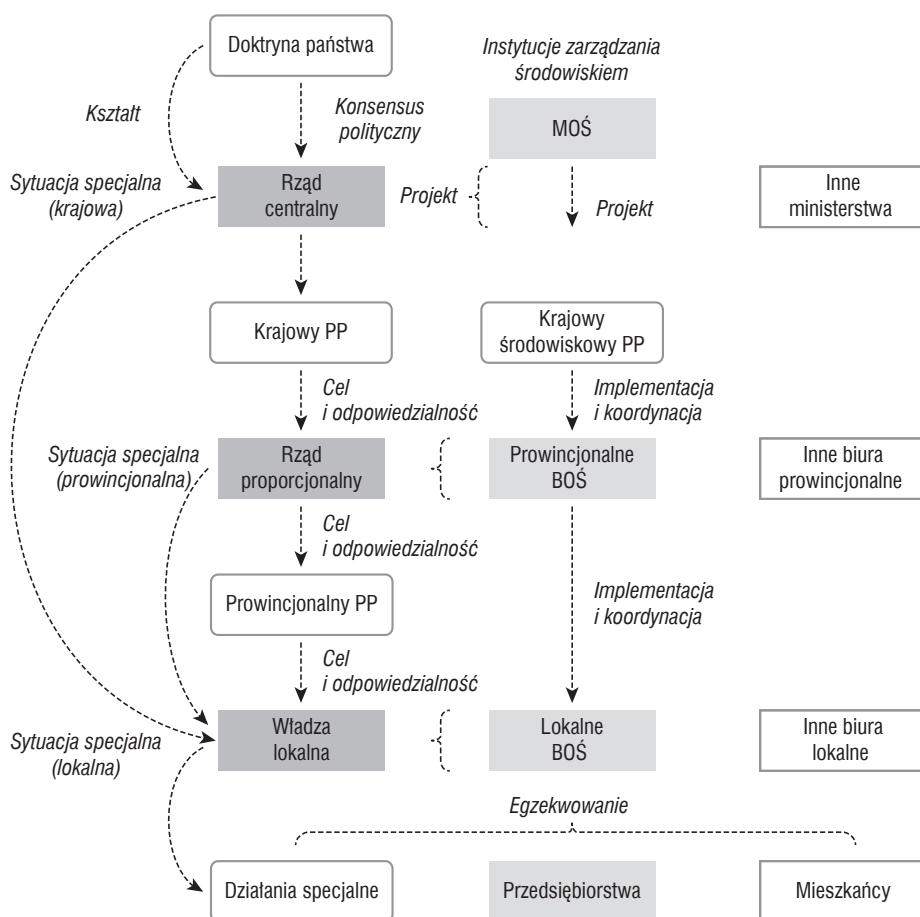 Doktryna państwa
Instytucje zarządzania
środowiskiem
Kształt
Konsensus
polityczny
MOŚ
Sytuacja specjalna
(krajowa)
Rząd
centralny
Projekt
Projekt
Inne
ministerstwa
Krajowy PP
Krajowy
środowiskowy PP
Cel
i odpowiedzialność
Implementacja
i koordynacja
Sytuacja specjalna
(prowincjonalna)
Rząd
proporcjonalny
Prowincjonalne
BOŚ
Inne biura
prowincjonalne
Cel
i odpowiedzialność
Prowincjonalny PP
Implementacja
i koordynacja
Cel
i odpowiedzialność
Sytuacja specjalna
(lokalna)
Władza
lokalna
Lokalne
BOŚ
Inne biura
lokalne
Egzekwowanie
Działania specjalne
Przedsiębiorstwa
Mieszkańcy